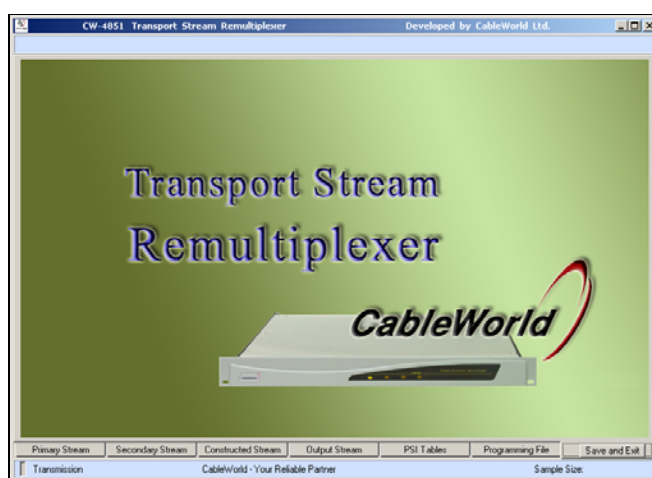 CW-4851 Transport Stream Remultiplexer Developed by CableWorld Ltd.
Transport Stream
Remultiplexer
CableWorld
Primary Stream Secondary Stream Constructed Stream Output Stream PSI Tables Programming File Save and Exit
Transmission CableWorld - Your Reliable Partner Sample Size: